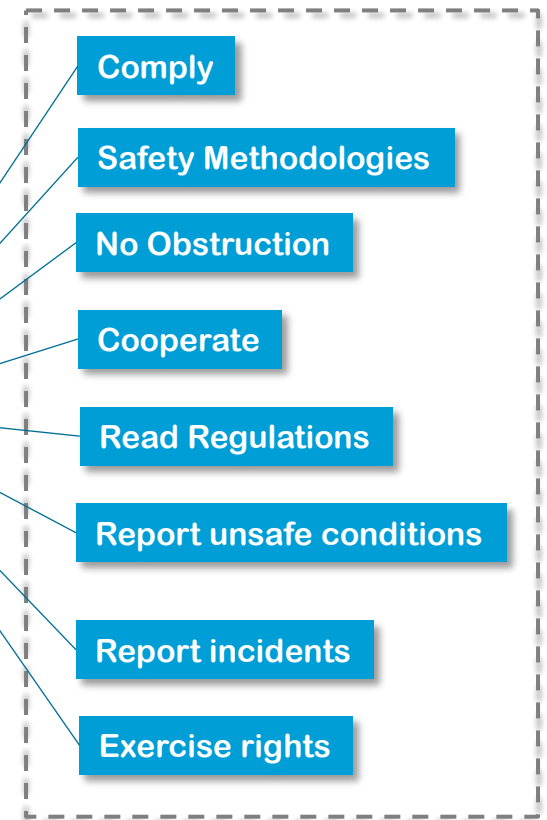 Comply
Safety Methodologies
No Obstruction
Cooperate
Read Regulations
Report unsafe conditions
Report incidents
Exercise rights